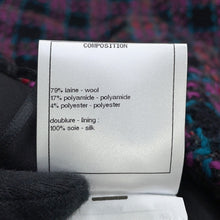 COMPOSITION
79% laine - wool
17% polyamide - polyamide
4% polyester - polyester
doublure - lining :
100% soie - silk